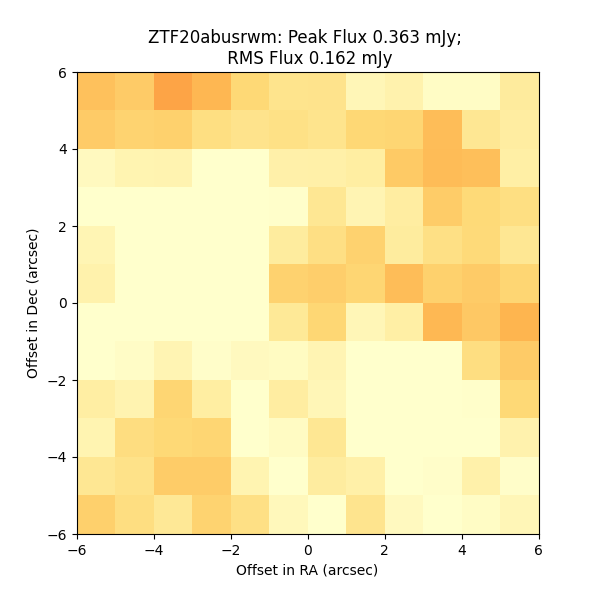 ZTF20abusrwm: Peak Flux 0.363 mJy;
RMS Flux 0.162 mJy
6
4
2
0
−2
−4
−6
Offset in Dec (arcsec)
−6 −4 −2 0 2 4 6
Offset in RA (arcsec)